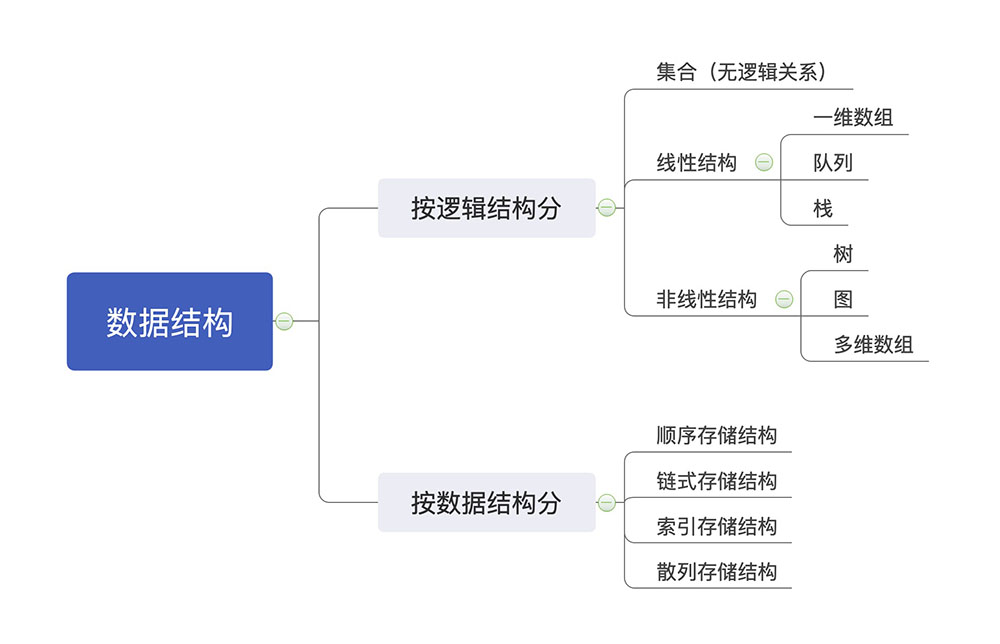 数据结构
按逻辑结构分
集合（无逻辑关系）
线性结构
一维数组
队列
栈
非线性结构
树
图
多维数组
按数据结构分
顺序存储结构
链式存储结构
索引存储结构
散列存储结构